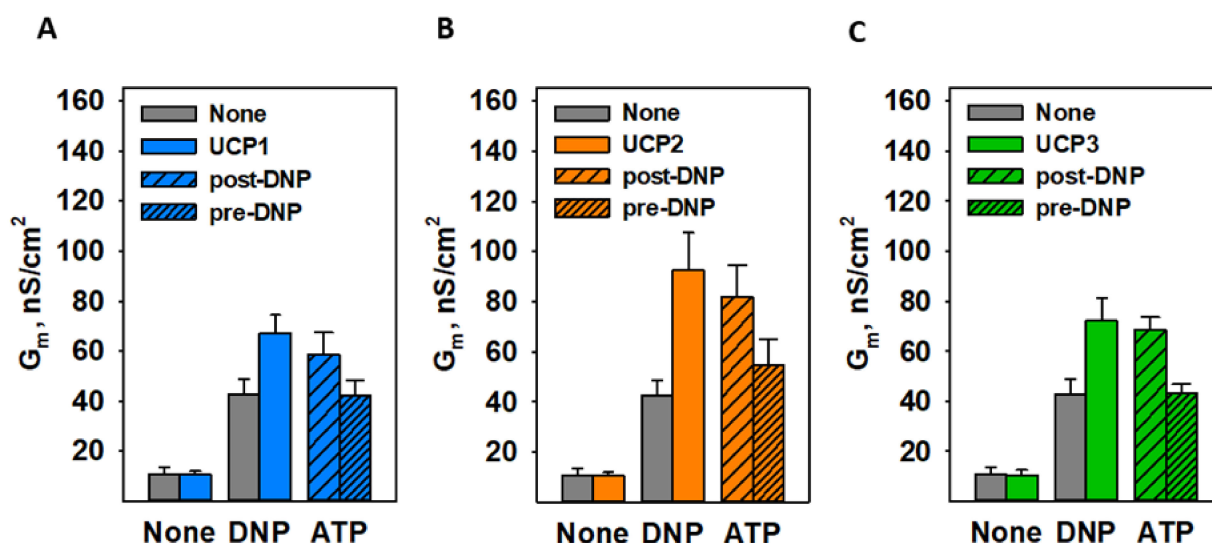 A
B
C
160
140
120
100
80
60
40
20
Gm, nS/cm²
None
UCP1
post-DNP
pre-DNP
None DNP ATP
160
140
120
100
80
60
40
20
Gm, nS/cm²
None
UCP2
post-DNP
pre-DNP
None DNP ATP
160
140
120
100
80
60
40
20
Gm, nS/cm²
None
UCP3
post-DNP
pre-DNP
None DNP ATP